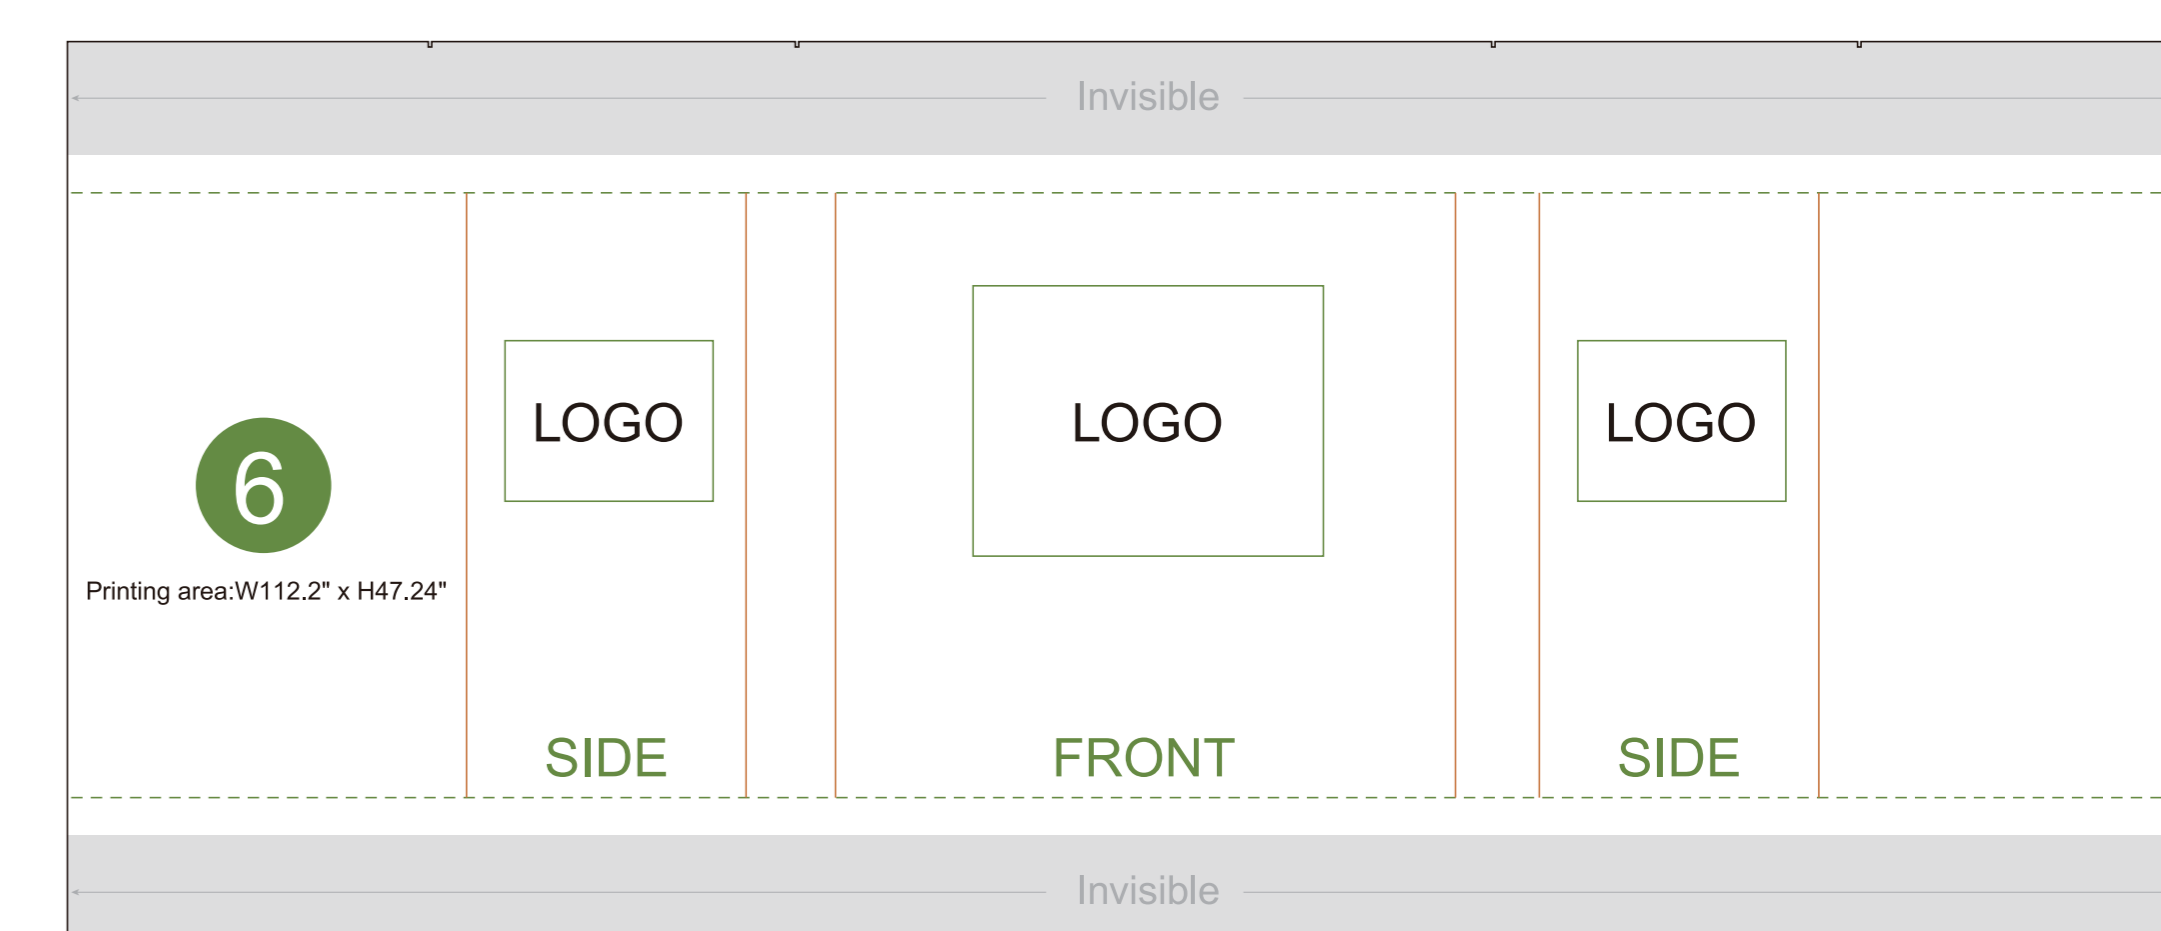 Invisible
LOGO
LOGO
LOGO
6
Printing area:W112.2" x H47.24"
SIDE
FRONT
SIDE
Invisible